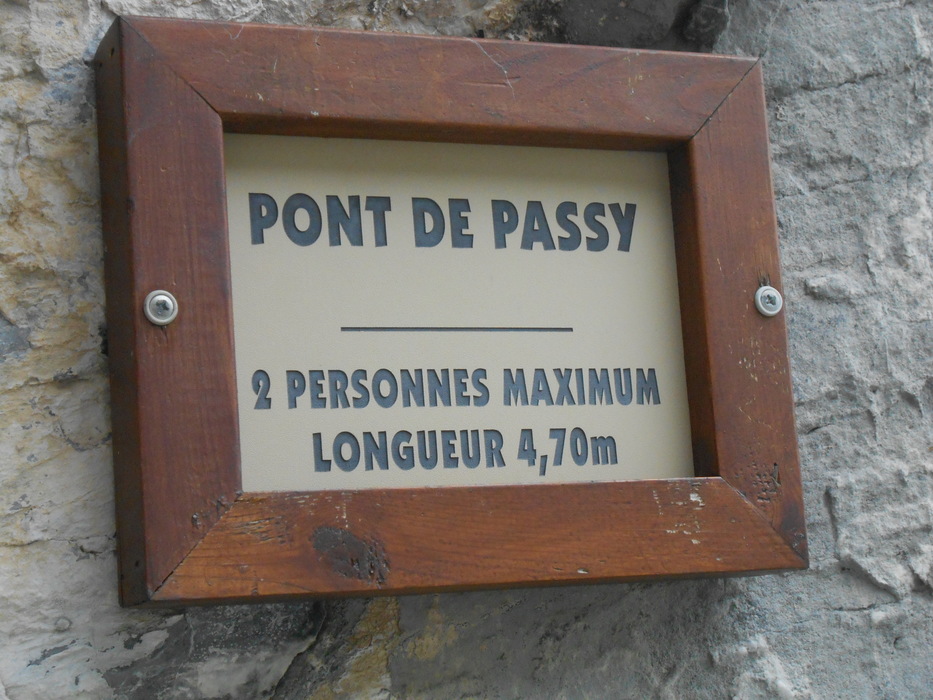 PONT DE PASSY
2 PERSONNES MAXIMUM
LONGUEUR 4,70m